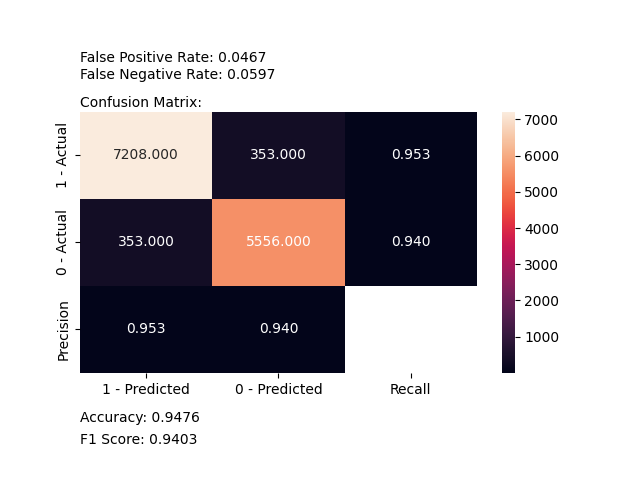 False Positive Rate: 0.0467
False Negative Rate: 0.0597
Confusion Matrix:
1 - Actual
7208.000 353.000 0.953
7000
6000
0 - Actual
353.000 5556.000 0.940
5000
4000
3000
Precision
0.953 0.940
2000
1000
1 - Predicted 0 - Predicted Recall
Accuracy: 0.9476
F1 Score: 0.9403